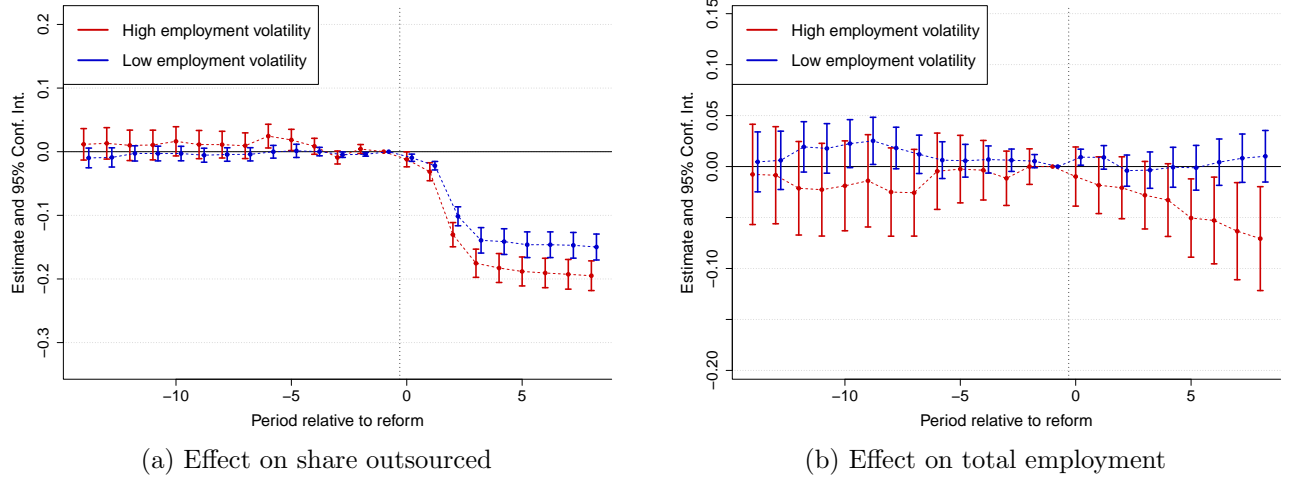 High employment volatility
Low employment volatility
Estimate and 95% Conf. Int.
0.2
0.1
0.0
−0.1
−0.2
−0.3
−10
−5
0
5
Period relative to reform
(a) Effect on share outsourced
High employment volatility
Low employment volatility
Estimate and 95% Conf. Int.
0.15
0.10
0.05
0.00
−0.10
−0.20
−10
−5
0
5
Period relative to reform
(b) Effect on total employment